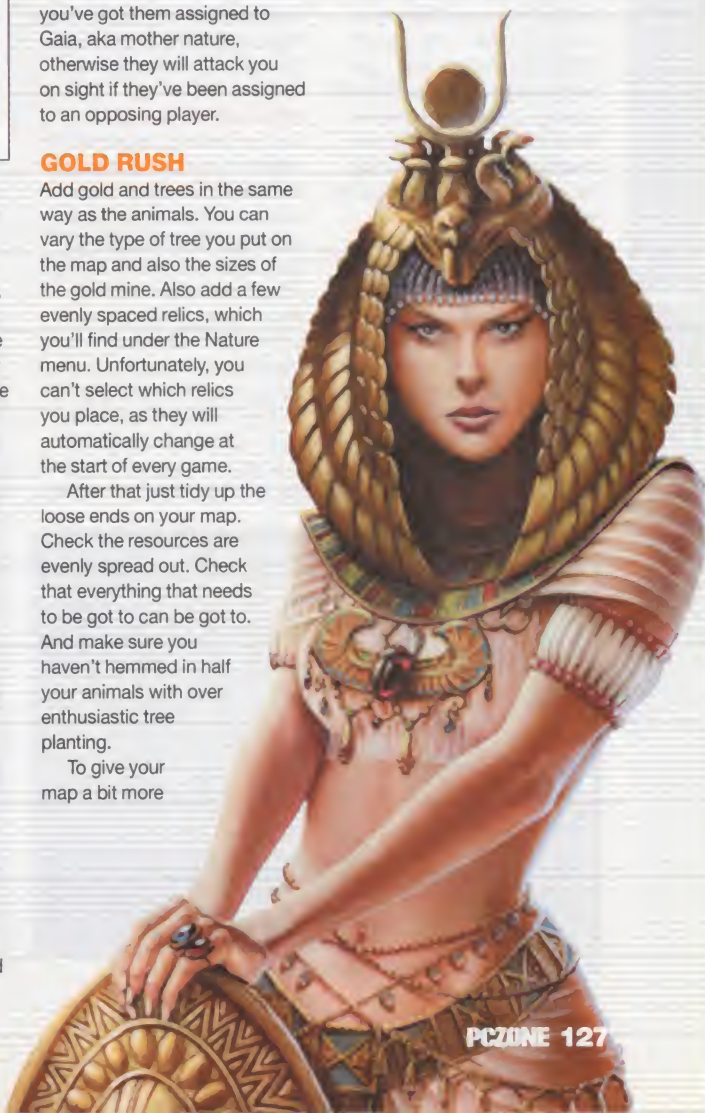 you've got them assigned to
Gaia, aka mother nature,
otherwise they will attack you
on sight if they've been assigned
to an opposing player.
GOLD RUSH
Add gold and trees in the same
way as the animals. You can
vary the type of tree you put on
the map and also the sizes of
the gold mine. Also add a few
evenly spaced relics, which
you'll find under the Nature
menu. Unfortunately, you
can't select which relics
you place, as they will
automatically change at
the start of every game.
After that just tidy up the
loose ends on your map.
Check the resources are
evenly spread out. Check
that everything that needs
to be got to can be got to.
And make sure you
haven't hemmed in half
your animals with over
enthusiastic tree
planting.
To give your
map a bit more
PCZONE 127